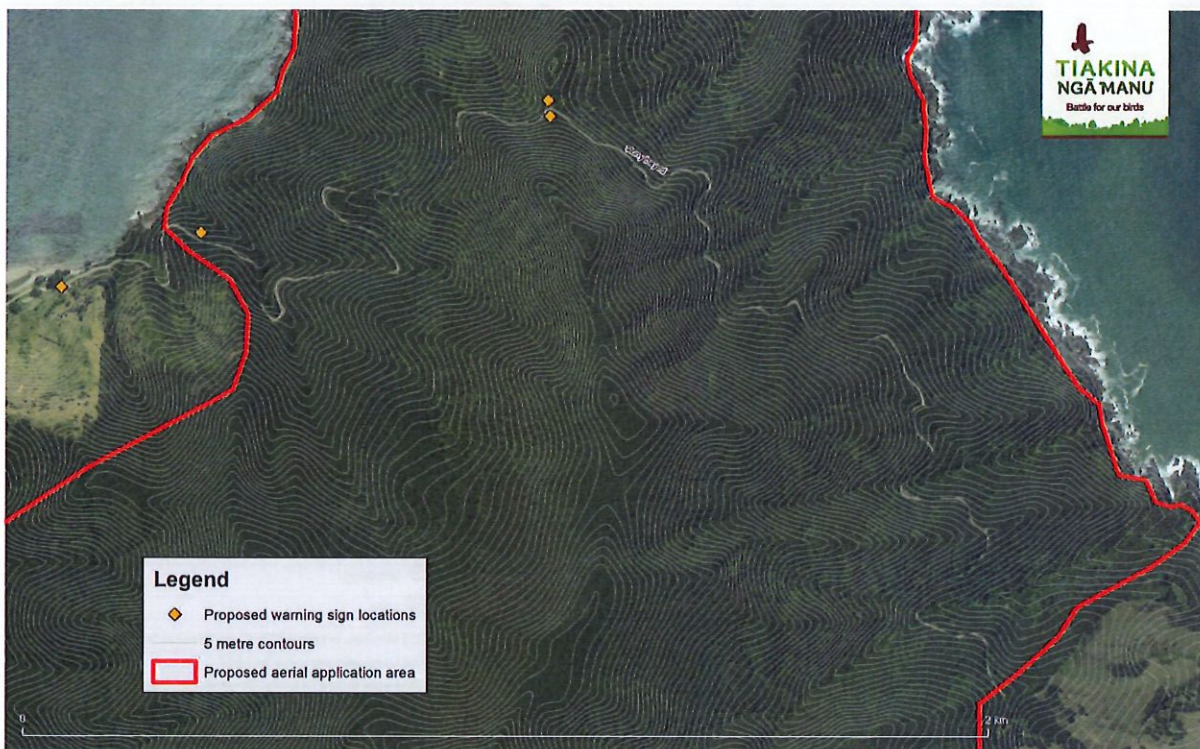 TIAKINA
NGĀ MANU
Battle for our birds
Legend
Proposed warning sign locations
5 metre contours
Proposed aerial application area
0
2 km